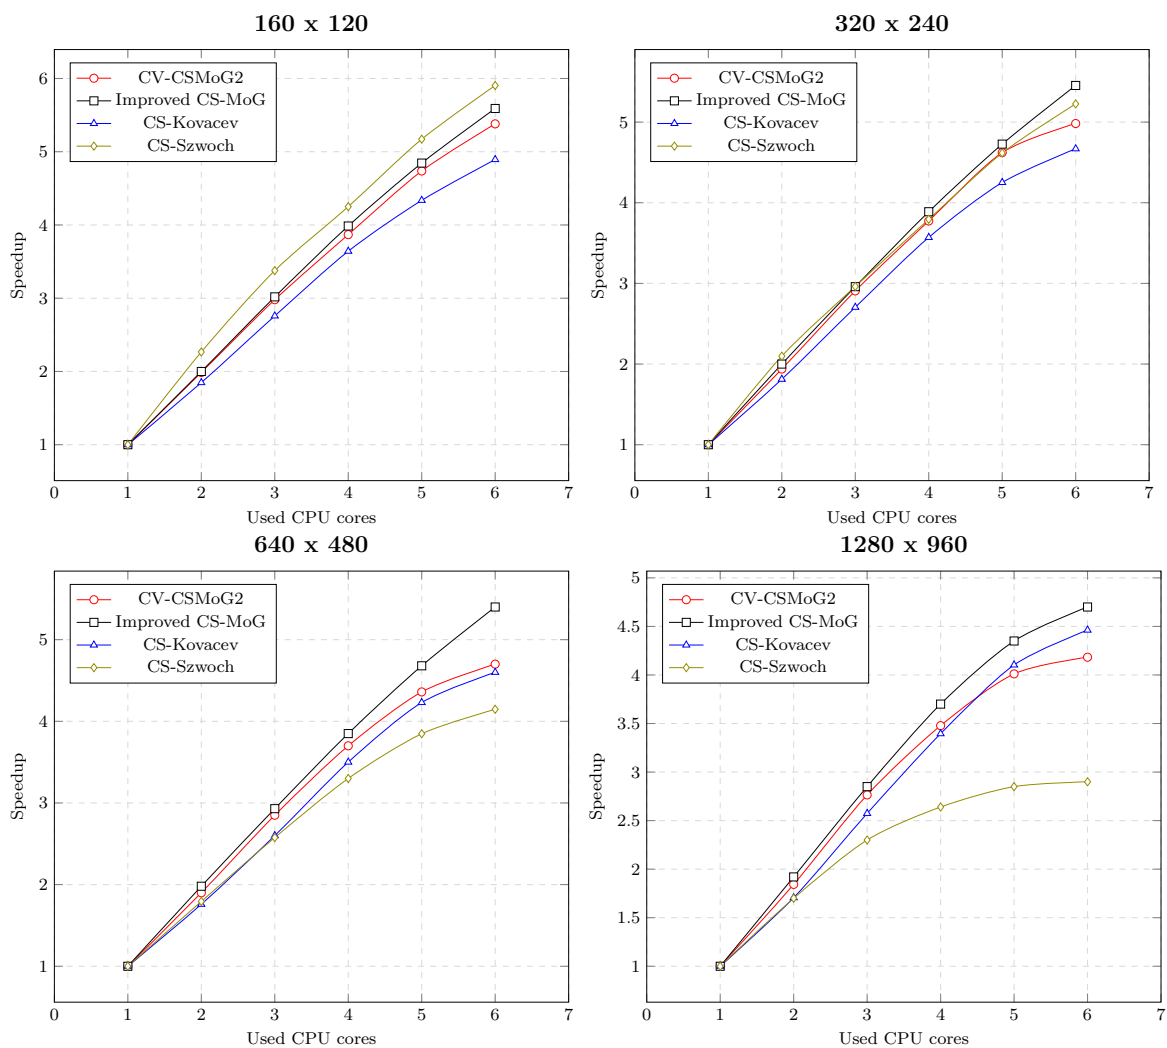 160 x 120
CV-CSMoG2
Improved CS-MoG
CS-Kovacev
CS-Szwoch
6
5
4
3
2
1
0 1 2 3 4 5 6 7
Speedup
Used CPU cores
320 x 240
CV-CSMoG2
Improved CS-MoG
CS-Kovacev
CS-Szwoch
5
4
3
2
1
0 1 2 3 4 5 6 7
Speedup
Used CPU cores
640 x 480
CV-CSMoG2
Improved CS-MoG
CS-Kovacev
CS-Szwoch
5
4
3
2
1
0 1 2 3 4 5 6 7
Speedup
Used CPU cores
1280 x 960
CV-CSMoG2
Improved CS-MoG
CS-Kovacev
CS-Szwoch
5
4.5
4
3.5
3
2.5
2
1.5
1
0 1 2 3 4 5 6 7
Speedup
Used CPU cores